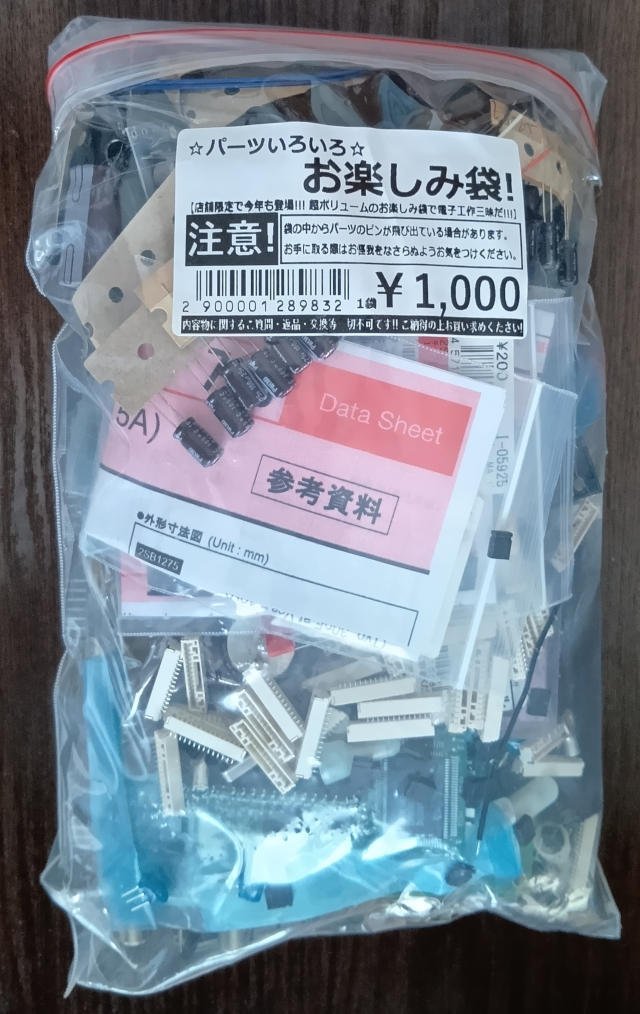 ☆パーツいろいろ☆
お楽しみ袋!
【店舗限定で今年も登場!!! 超ボリュームのお楽しみ袋で電子工作三昧だ!!!】
注意!
袋の中からパーツのピンが飛び出ている場合があります。
お手に取る際はお怪我をなさらぬようお気をつけください。
2 900001 289832
1袋 ¥1,000
内容物に関するご質問・返品・交換等 一切不可です!! ご納得の上お買い求めください!
¥200
I-05925
5A)
Data Sheet
参考資料
●外形寸法図 (Unit : mm)
2SB1275